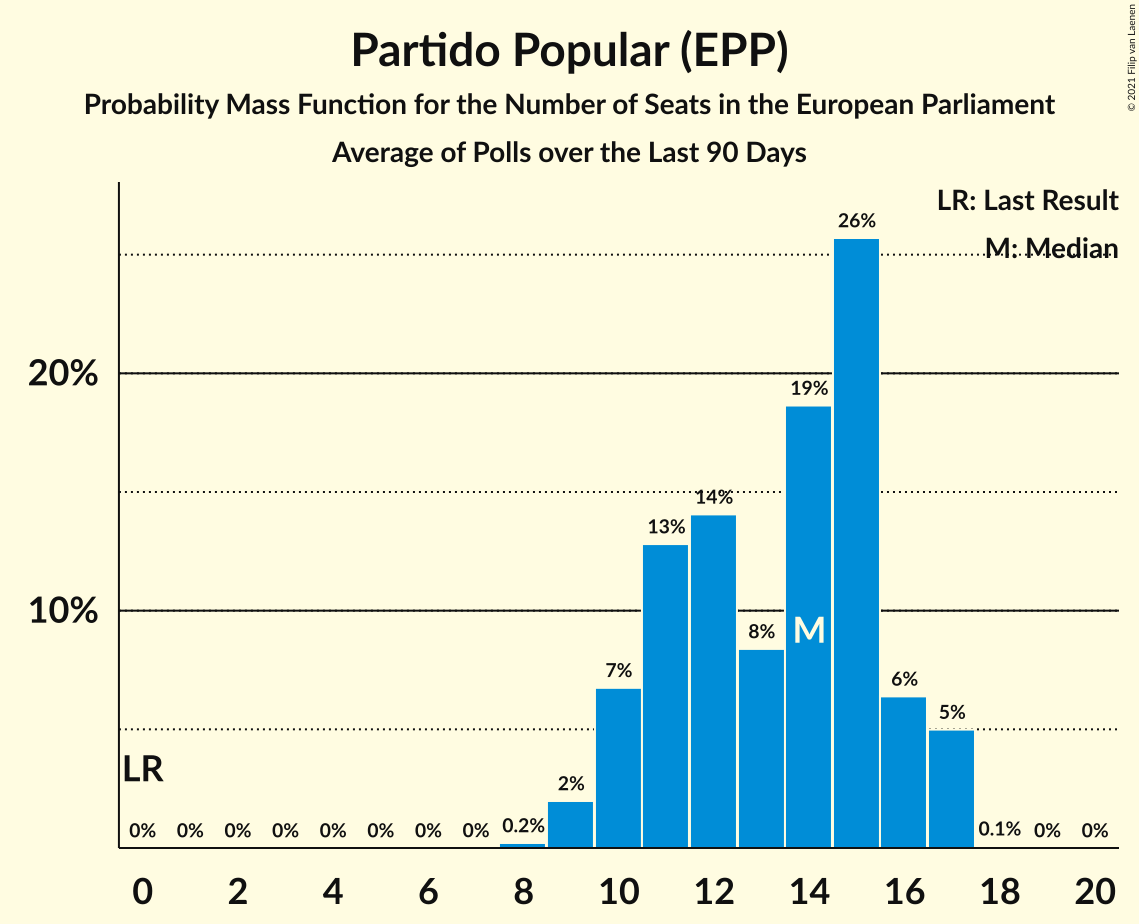 Partido Popular (EPP)
Probability Mass Function for the Number of Seats in the European Parliament
Average of Polls over the Last 90 Days
© 2021 Filip van Laenen
LR: Last Result
M: Median
26%
20%
19%
14%
13%
10%
8%
M
7%
6%
5%
LR
2%
0% 0% 0% 0% 0% 0% 0% 0% 0.2% 0.1% 0% 0%
0 2 4 6 8 10 12 14 16 18 20